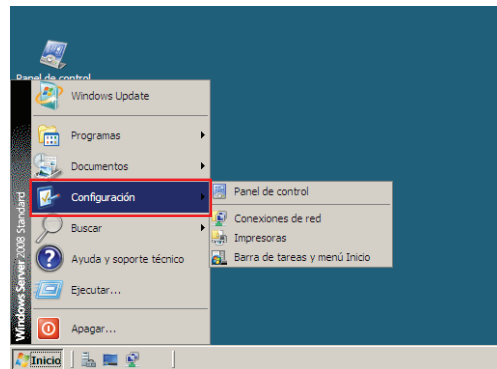 Panel de control
Windows Update
Programas
Documentos
Configuración
Panel de control
Conexiones de red
Impresoras
Barra de tareas y menú Inicio
Buscar
Ayuda y soporte técnico
Ejecutar...
Apagar...
Windows Server 2008 Standard
Inicio